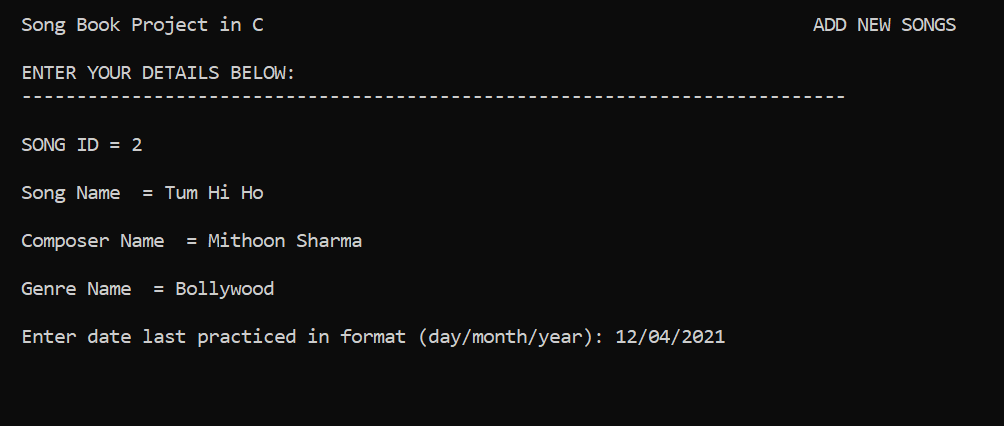 Song Book Project in C ADD NEW SONGS
ENTER YOUR DETAILS BELOW:
---------------------------------------------------------------------------
SONG ID = 2
Song Name  = Tum Hi Ho
Composer Name  = Mithoon Sharma
Genre Name  = Bollywood
Enter date last practiced in format (day/month/year): 12/04/2021